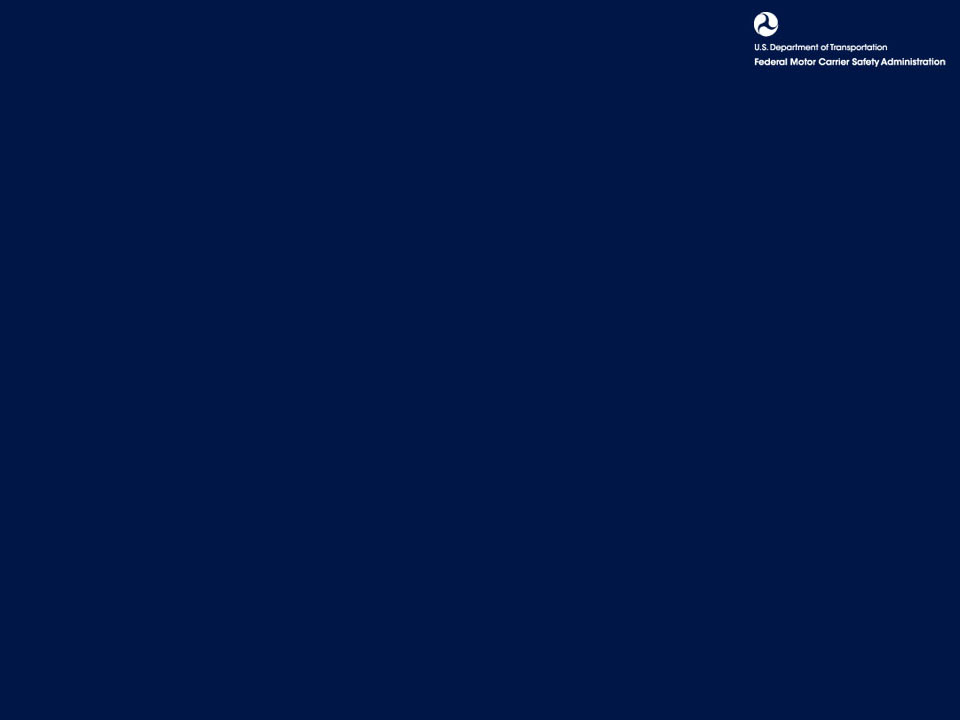 U.S. Department of Transportation
Federal Motor Carrier Safety Administration